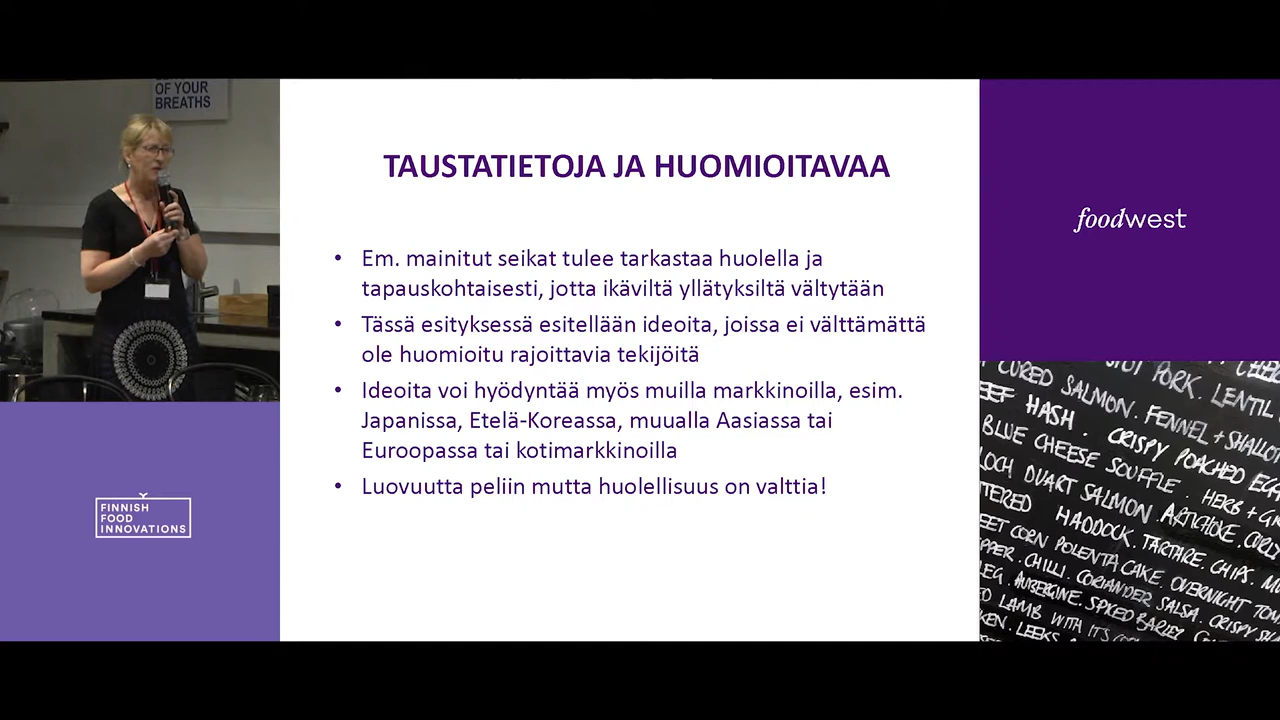 OF YOUR
BREATHS
TAUSTATIETOJA JA HUOMIOITAVAA
• Em. mainitut seikat tulee tarkastaa huolella ja
tapauskohtaisesti, jotta ikäviltä yllätyksiltä vältytään
• Tässä esityksessä esitellään ideoita, joissa ei välttämättä
ole huomioitu rajoittavia tekijöitä
• Ideoita voi hyödyntää myös muilla markkinoilla, esim.
Japanissa, Etelä-Koreassa, muualla Aasiassa tai
Euroopassa tai kotimarkkinoilla
• Luovuutta peliin mutta huolellisuus on valttia!
FINNISH
FOOD
INNOVATIONS
foodwest
PORK. LENTIL
CURED SALMON. FENNEL + SHALLOT
HASH. CRISPY POACHED EGG
BLUE CHEESE SOUFFLE. HERB +
DUART SALMON. ARTICHOKE.
HADDOCK. TARTARE. CHIPS.
CORN POLENTA CAKE. OVERNIGHT
CHILLI. CORIANDER SALSA. CRISPY
AUBERGINE. SPICED BARLEY
LAMB WITH ITS
LEEKS